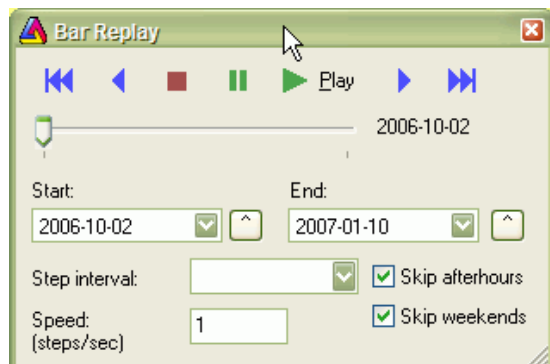 Bar Replay
Play
2006-10-02
Start: End:
2006-10-02 ^ 2007-01-10 ^
Step interval: Skip afterhours
Speed: 1 Skip weekends
(steps/sec)